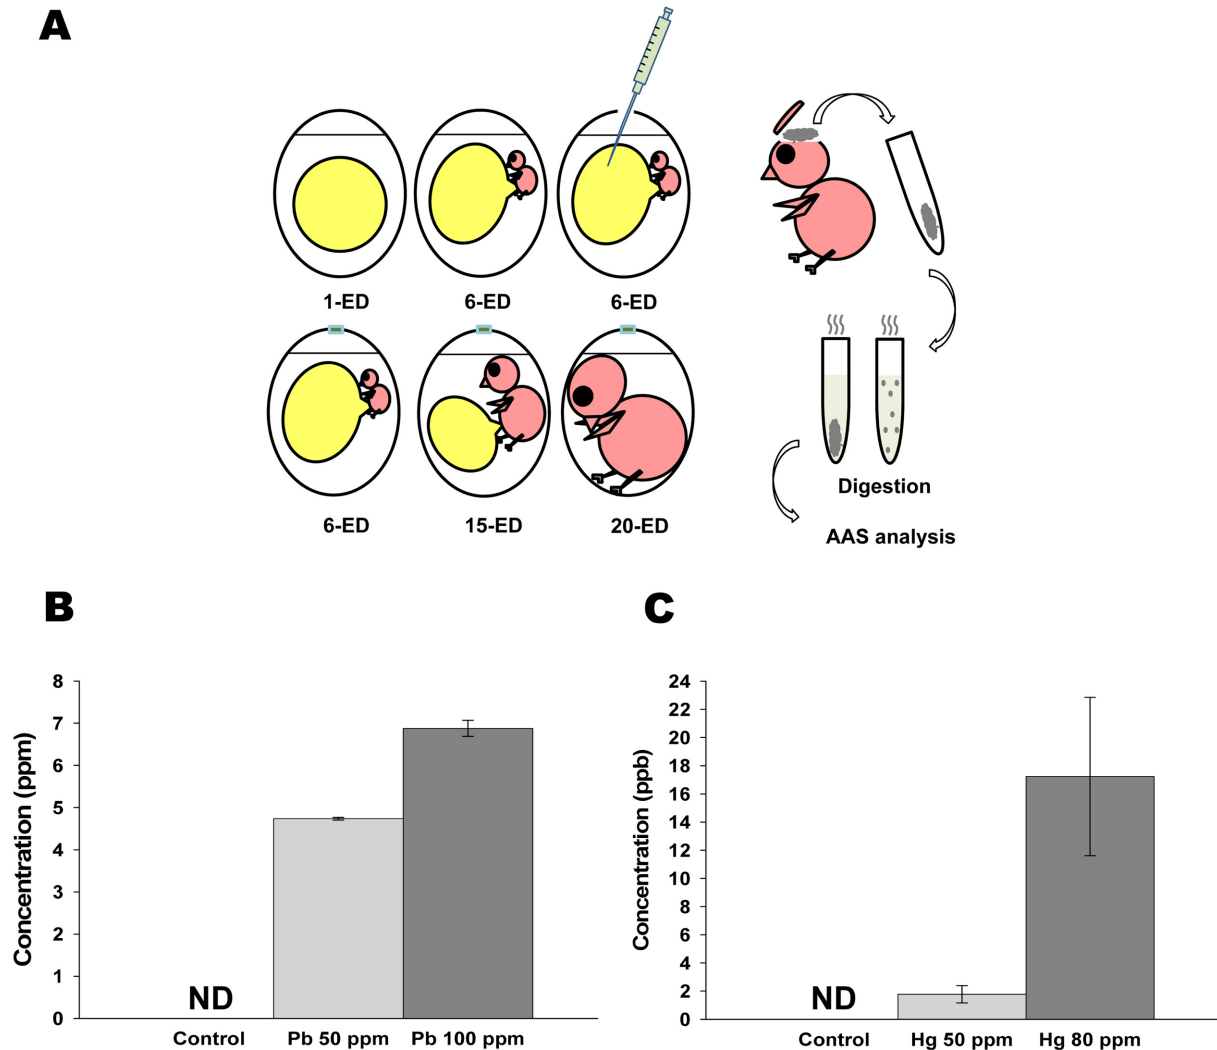 A
1-ED
6-ED
6-ED
6-ED
15-ED
20-ED
Digestion
AAS analysis
B
Concentration (ppm)
8
7
6
5
4
3
2
1
0
ND
Control
Pb 50 ppm
Pb 100 ppm
C
Concentration (ppb)
24
22
20
18
16
14
12
10
8
6
4
2
0
ND
Control
Hg 50 ppm
Hg 80 ppm